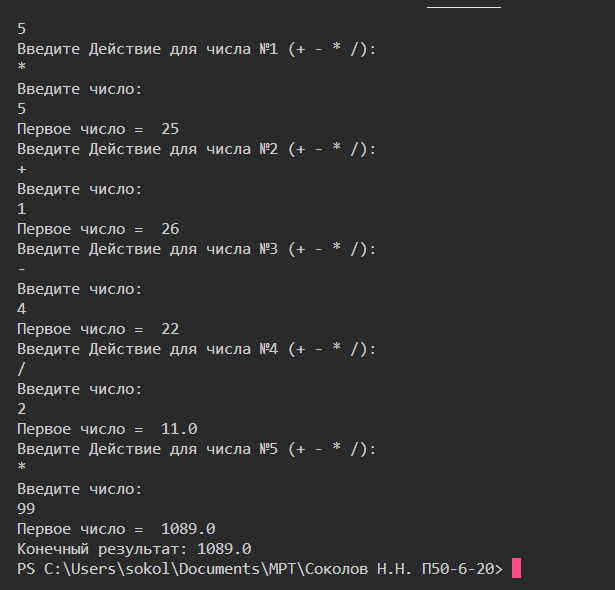 5
Введите Действие для числа №1 (+ - * /):
*
Введите число:
5
Первое число =  25
Введите Действие для числа №2 (+ - * /):
+
Введите число:
1
Первое число =  26
Введите Действие для числа №3 (+ - * /):
-
Введите число:
4
Первое число =  22
Введите Действие для числа №4 (+ - * /):
/
Введите число:
2
Первое число =  11.0
Введите Действие для числа №5 (+ - * /):
*
Введите число:
99
Первое число =  1089.0
Конечный результат: 1089.0
PS C:\Users\sokol\Documents\МРТ\Соколов Н.Н. П50-6-20>